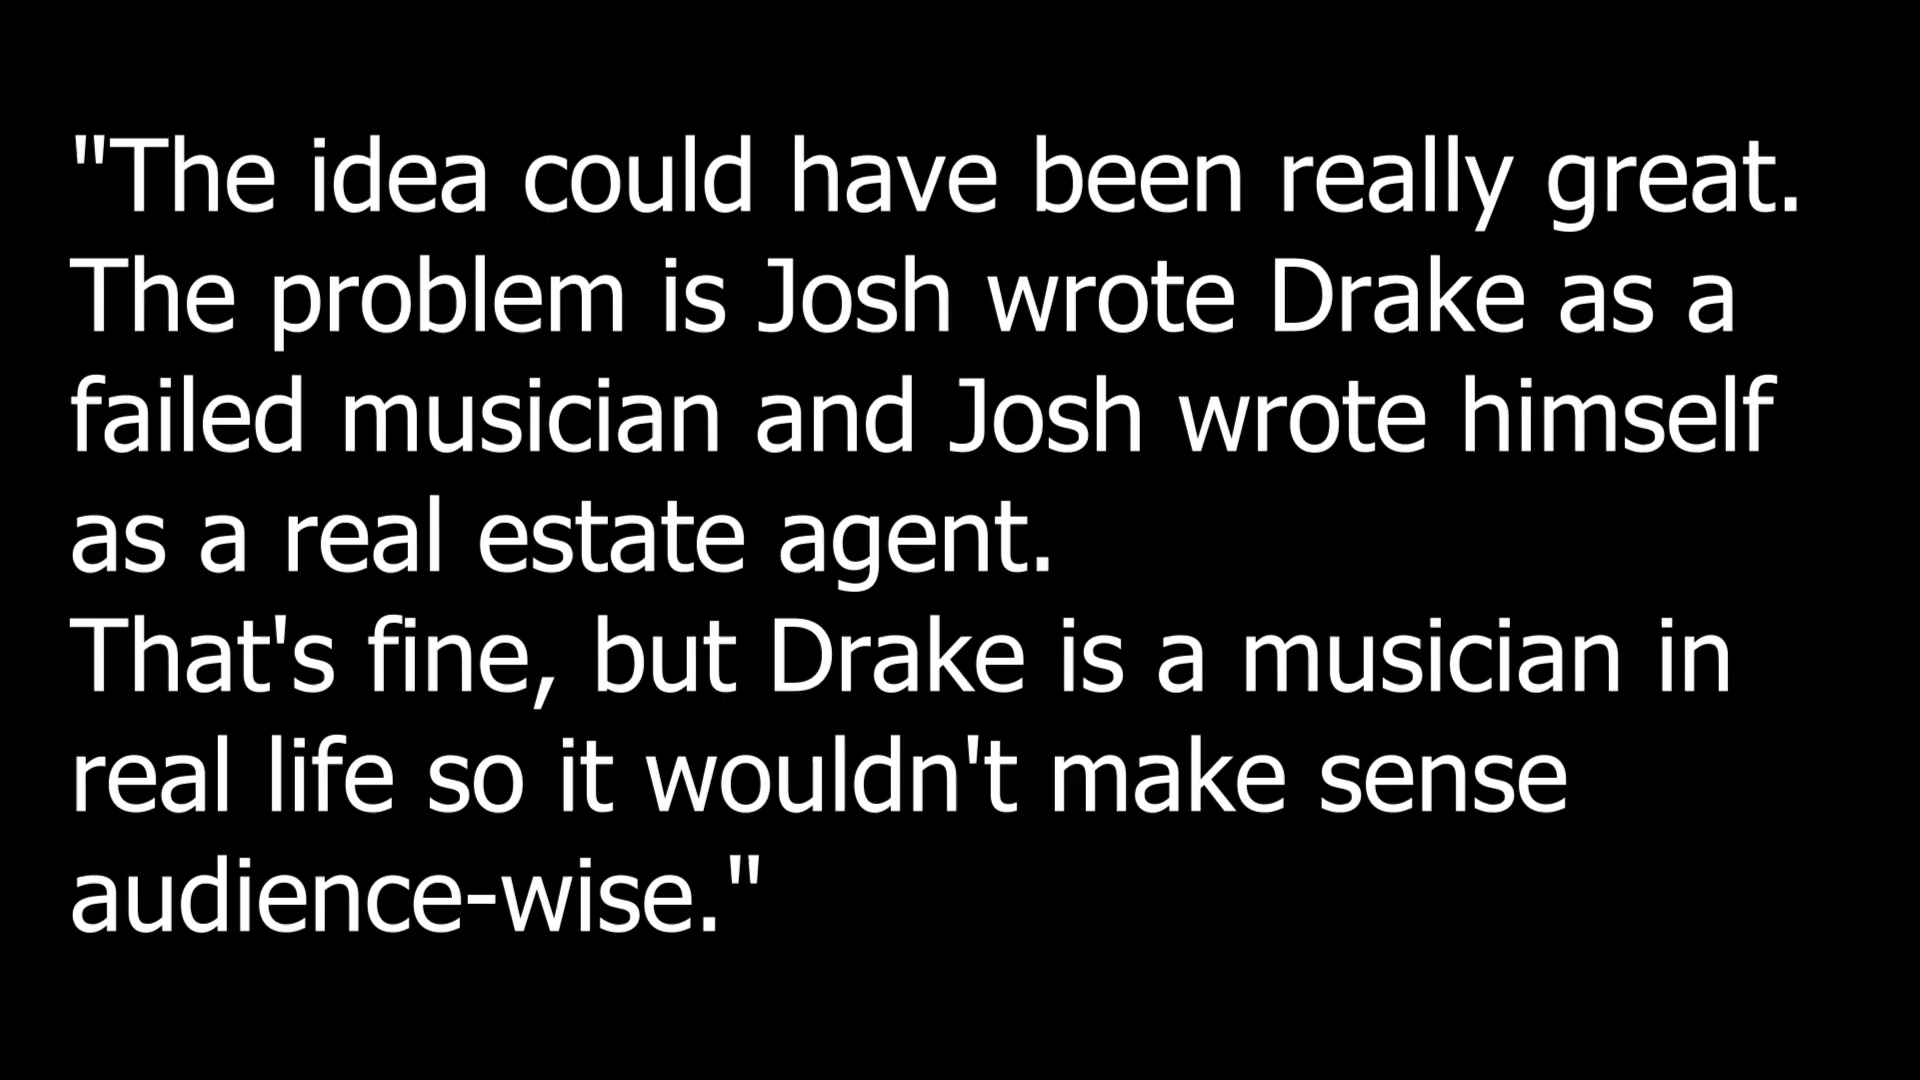 "The idea could have been really great.
The problem is Josh wrote Drake as a
failed musician and Josh wrote himself
as a real estate agent.
That's fine, but Drake is a musician in
real life so it wouldn't make sense
audience-wise."